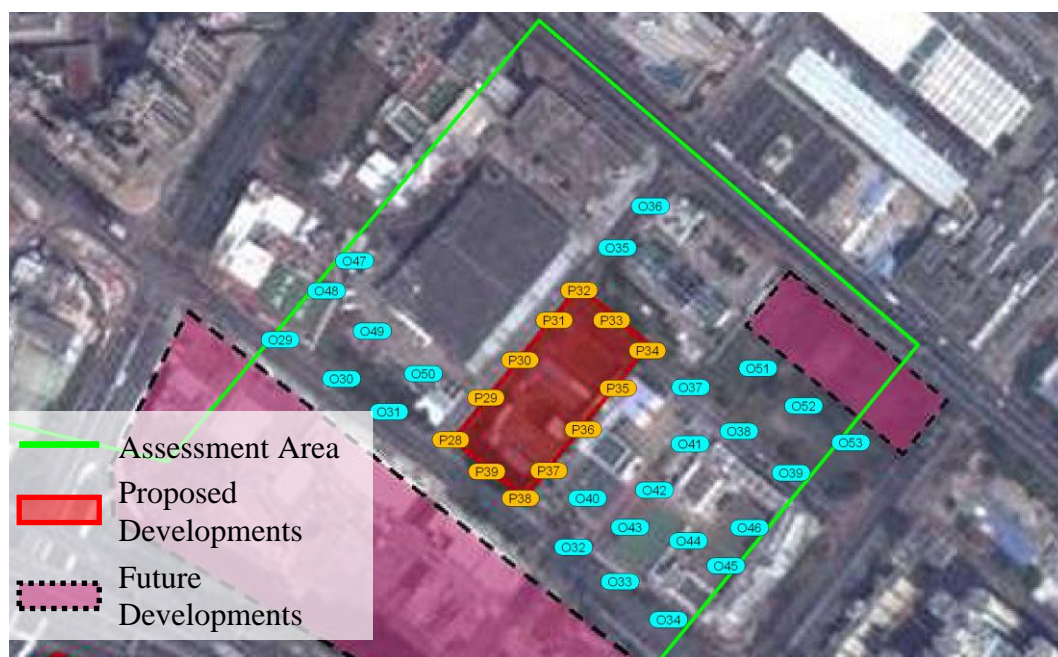 O36
O35
O47
O48
P32
P31
P33
O29
O49
P34
P30
O51
O30
O50
P35
O37
P29
O31
O52
P36
O38
P28
O41
O53
P39
P37
O39
O42
P38
O40
O43
O46
O44
O32
O45
O33
O34
Assessment Area
Proposed
Developments
Future
Developments